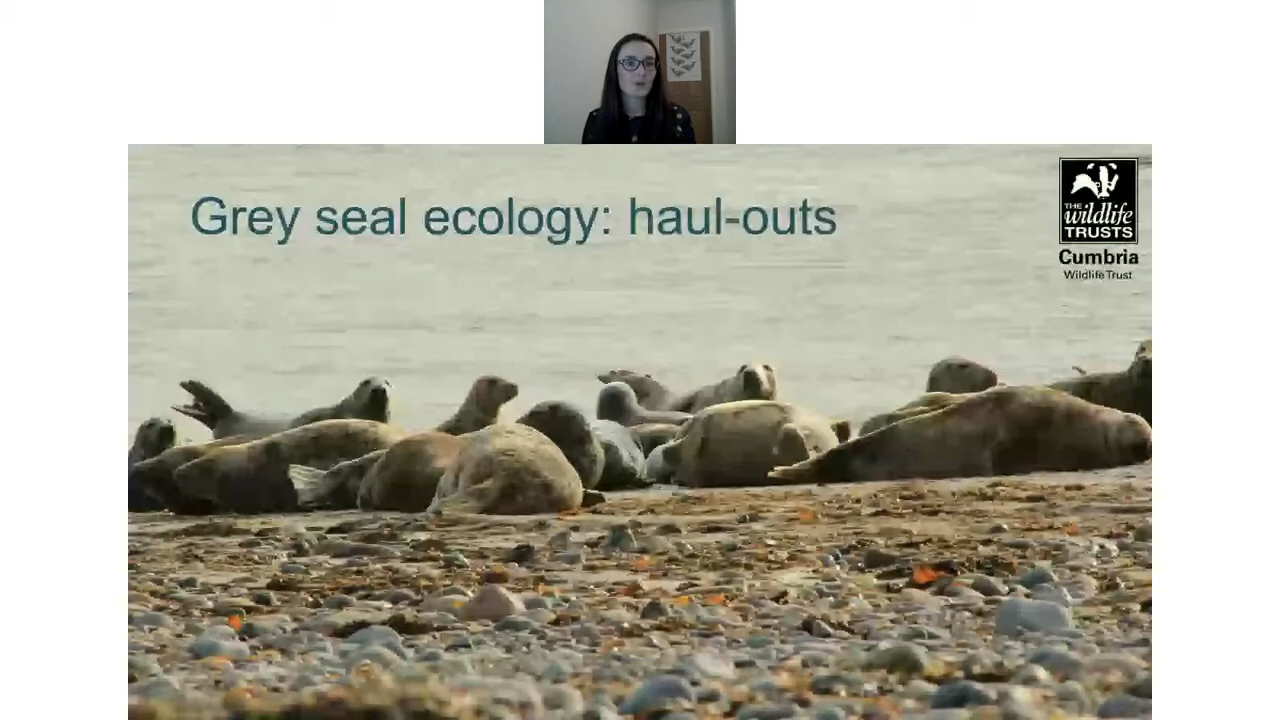 Grey seal ecology: haul-outs
THE
wildlife
TRUSTS
Cumbria
Wildlife Trust